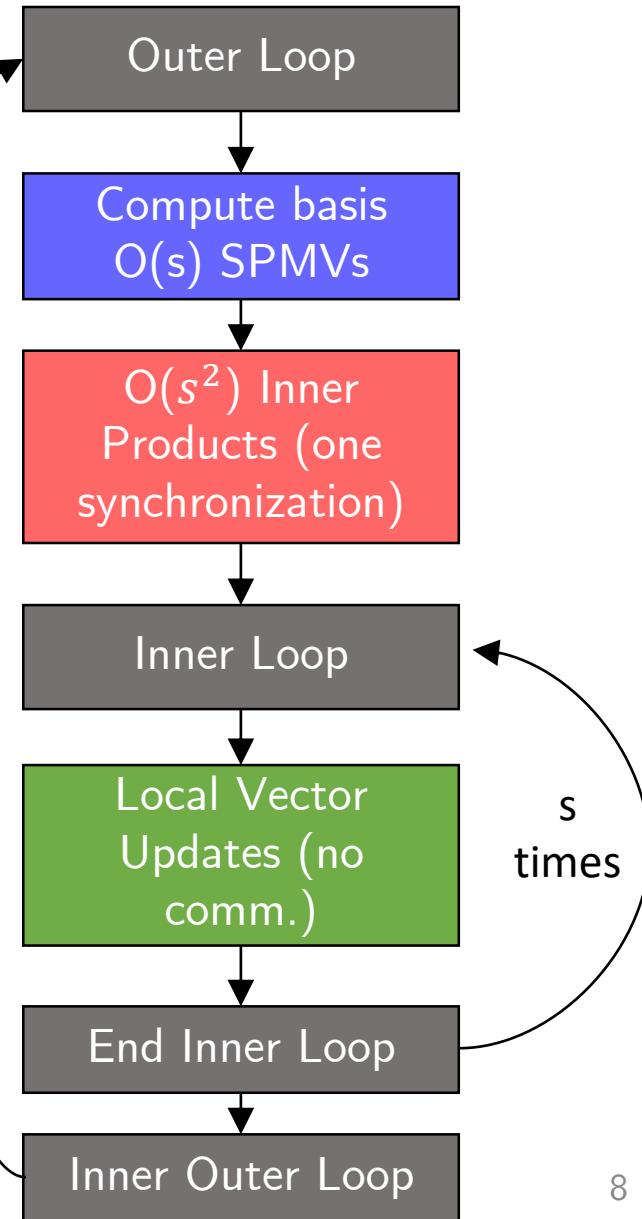 Outer Loop
Compute basis
O(s) SPMVs
O(𝑠²) Inner
Products (one
synchronization)
Inner Loop
Local Vector
Updates (no
comm.)
s
times
End Inner Loop
Inner Outer Loop
8